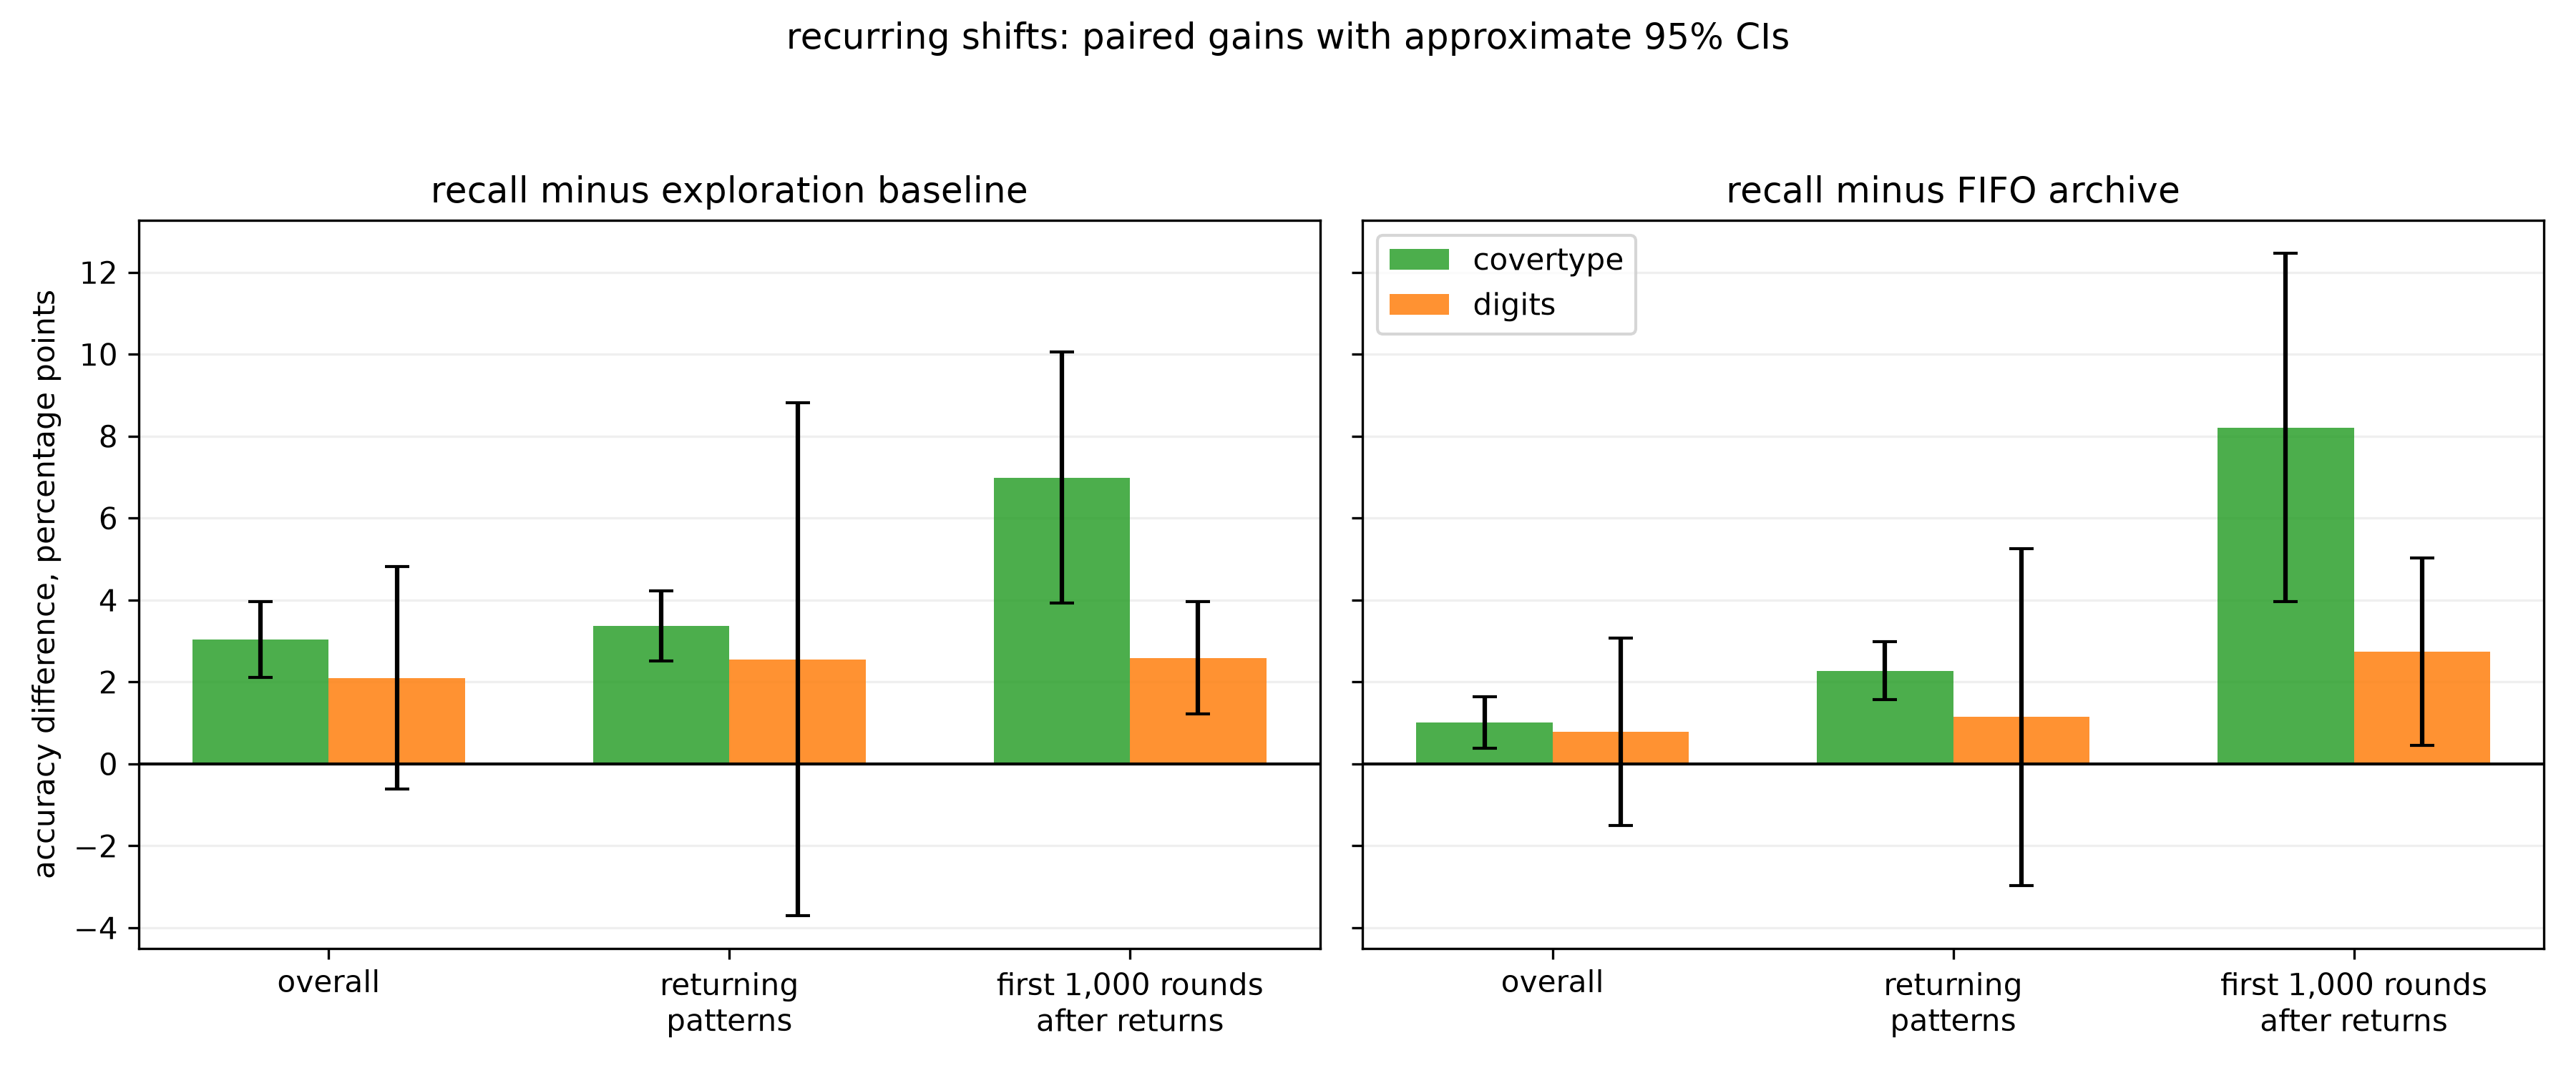 recurring shifts: paired gains with approximate 95% CIs
recall minus exploration baseline
accuracy difference, percentage points
12
10
8
6
4
2
0
−2
−4
overall
returning
patterns
first 1,000 rounds
after returns
recall minus FIFO archive
covertype
digits
overall
returning
patterns
first 1,000 rounds
after returns